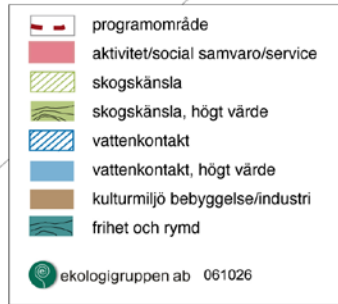 programområde
aktivitet/social samvaro/service
skogskänsla
skogskänsla, högt värde
vattenkontakt
vattenkontakt, högt värde
kulturmiljö bebyggelse/industri
frihet och rymd
ekologigruppen ab 061026